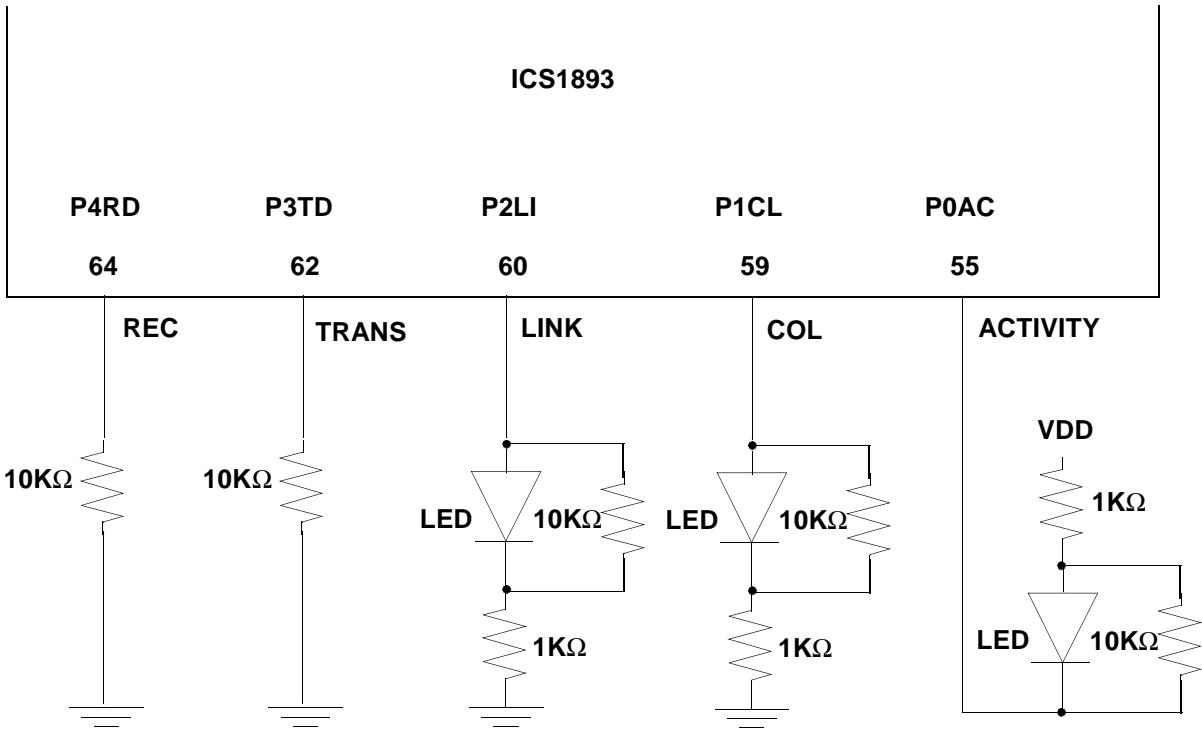 ICS1893
P4RD P3TD P2LI P1CL P0AC
64 62 60 59 55
REC TRANS LINK COL ACTIVITY
VDD
10KΩ 10KΩ
1KΩ
LED 10KΩ LED 10KΩ
LED 10KΩ
1KΩ 1KΩ